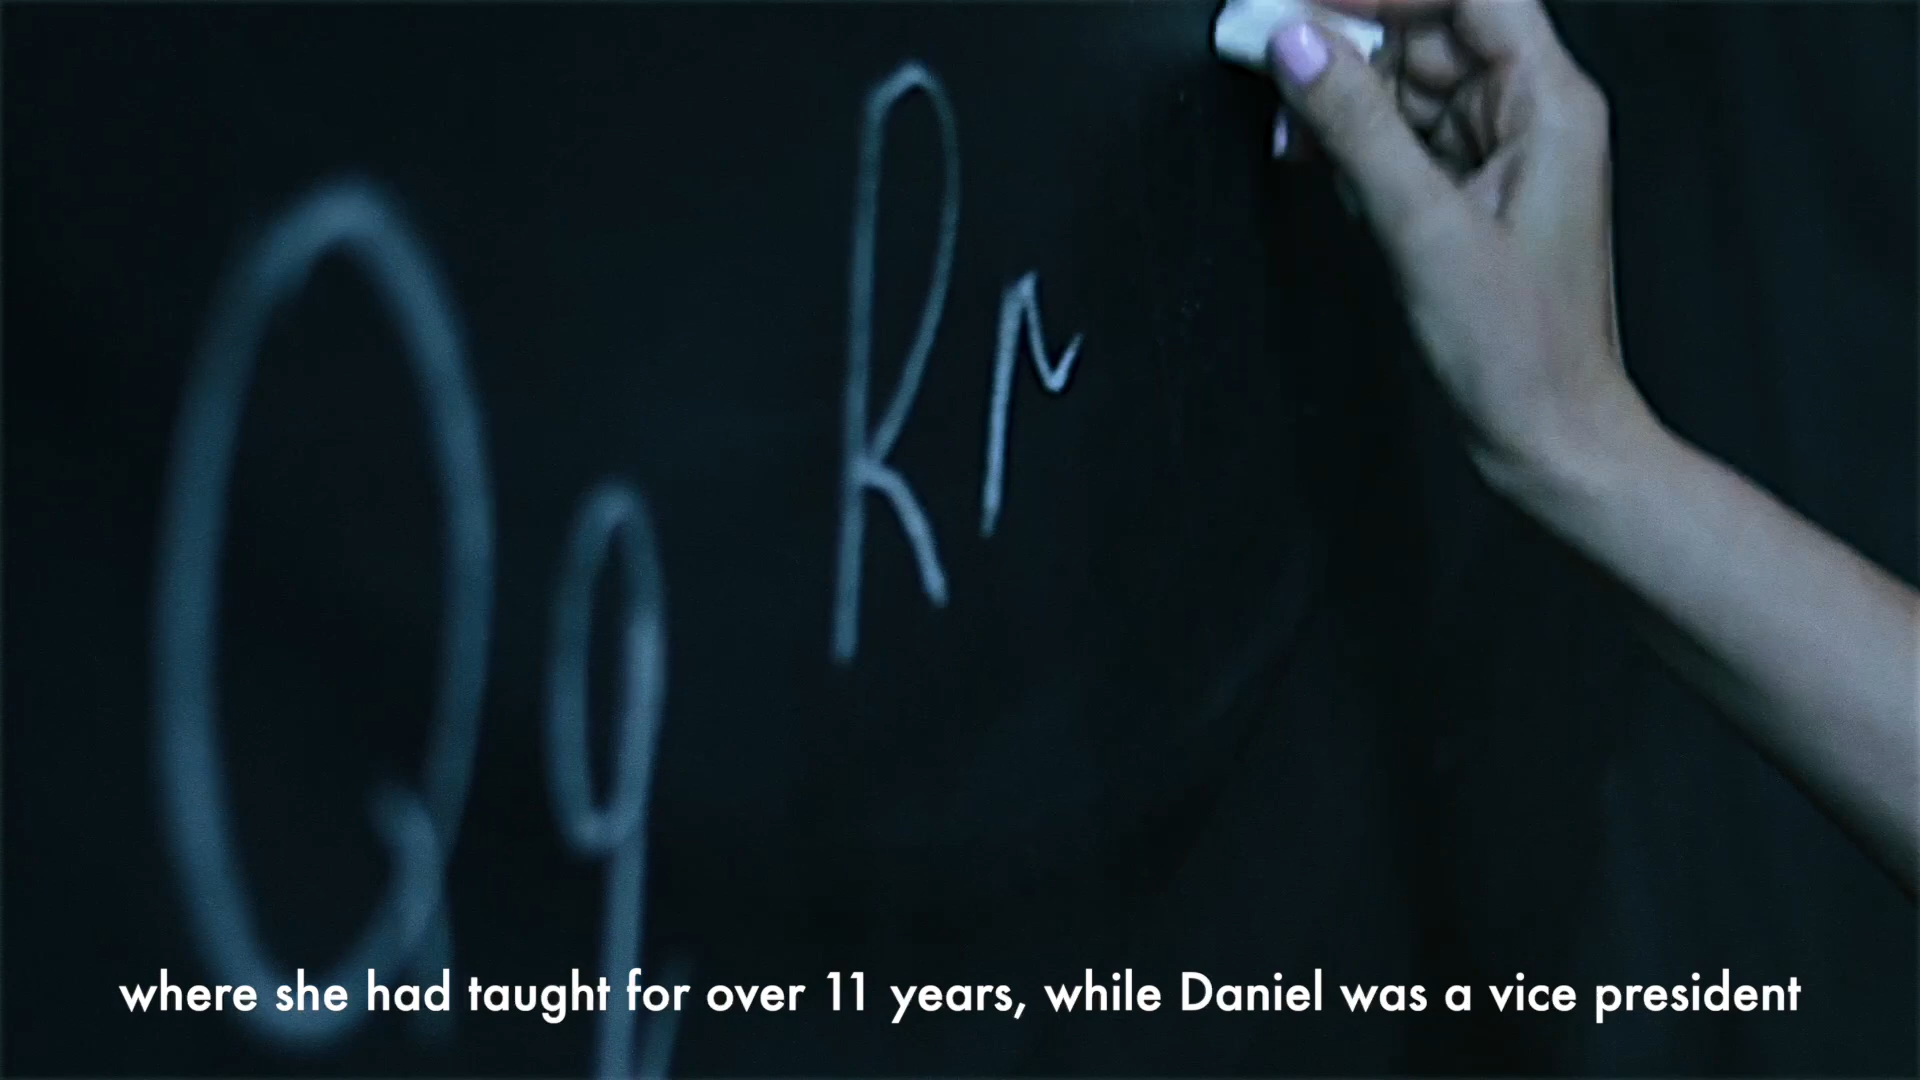 Qq Rr
where she had taught for over 11 years, while Daniel was a vice president